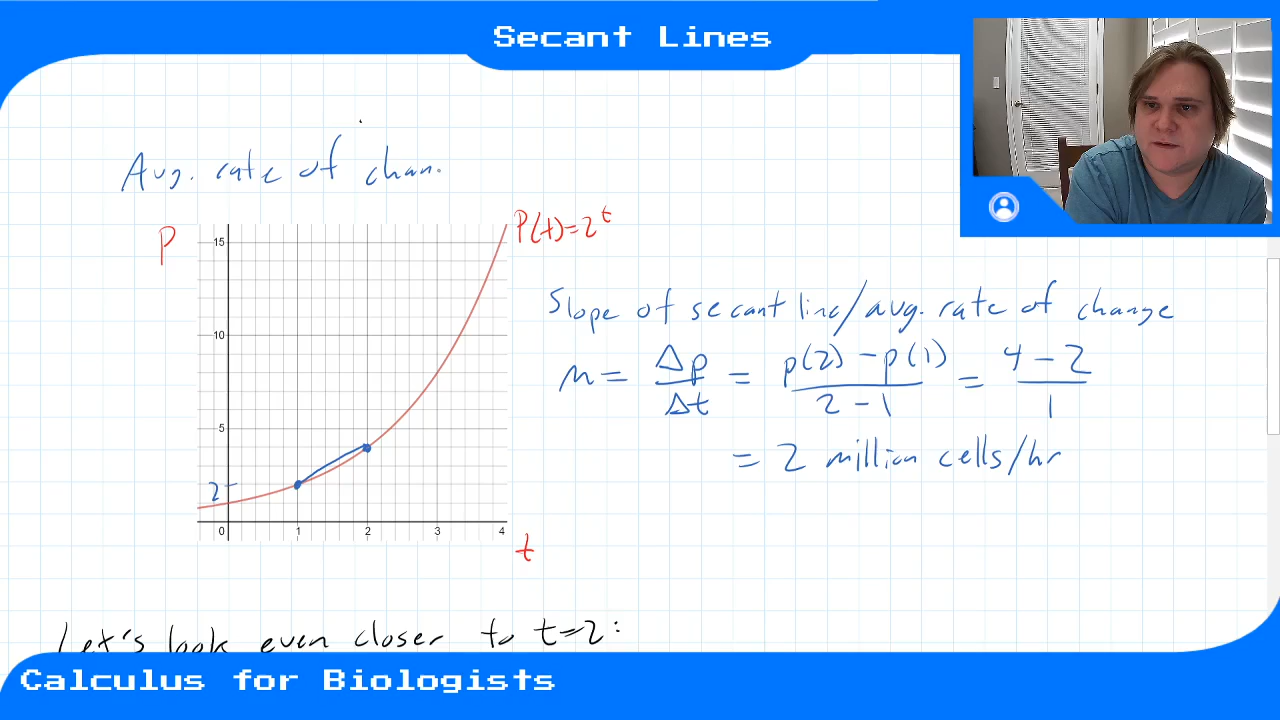 Secant Lines
Avg. rate of chan.
P
P(t)=2^t
15
10
5
2
0 1 2 3 4
t
Slope of secant line/avg. rate of change
m = Δp/Δt = p(2) - p(1)/2 - 1 = 4 - 2/1
= 2 million cells/hr
Let's look even closer to t=2:
Calculus for Biologists